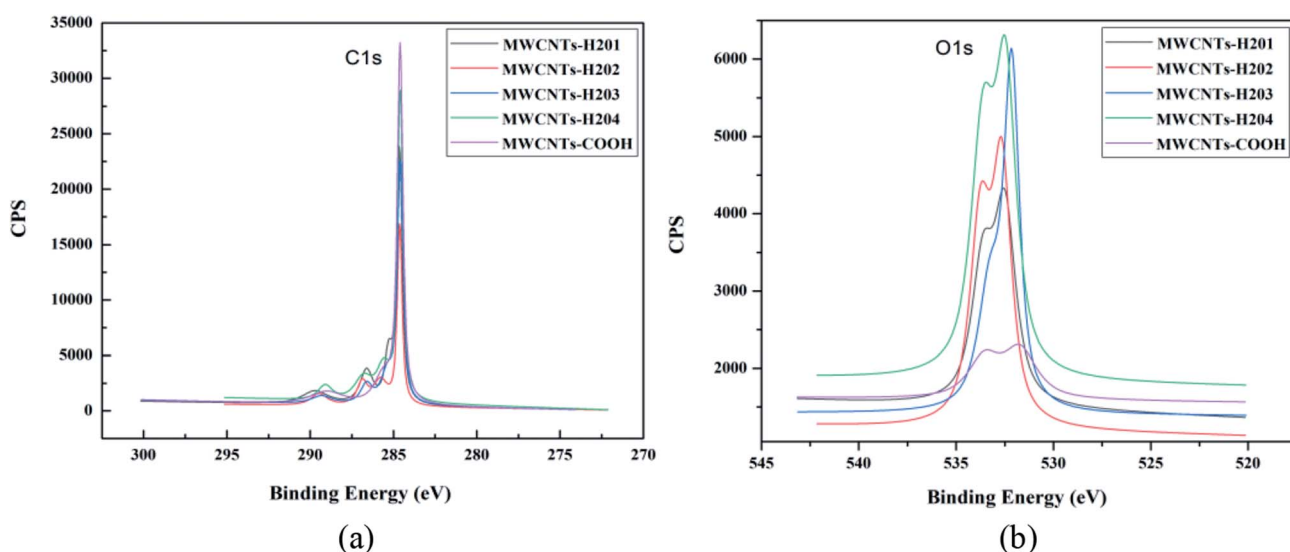 35000
30000
25000
20000
15000
10000
5000
0
CPS
C1s
MWCNTs-H201
MWCNTs-H202
MWCNTs-H203
MWCNTs-H204
MWCNTs-COOH
300 295 290 285 280 275 270
Binding Energy (eV)
(a)
6000
5000
4000
3000
2000
CPS
O1s
MWCNTs-H201
MWCNTs-H202
MWCNTs-H203
MWCNTs-H204
MWCNTs-COOH
545 540 535 530 525 520
Binding Energy (eV)
(b)